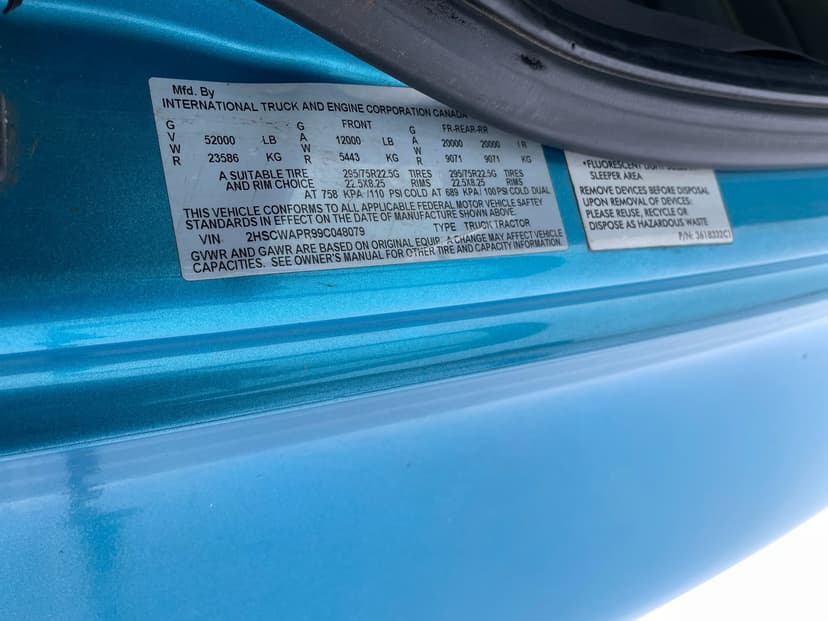 Mfd. By
INTERNATIONAL TRUCK AND ENGINE CORPORATION CANADA
G V W R 52000 LB 23586 KG
G A W R FRONT 12000 LB 5443 KG
G A W R FR-REAR-RR 20000 20000 9071 9071 KG
A SUITABLE TIRE 295/75R22.5G TIRES 295/75R22.5G TIRES
AND RIM CHOICE 22.5X8.25 RIMS 22.5X8.25 RIMS
AT 758 KPA/110 PSI COLD AT 689 KPA/100 PSI COLD DUAL
THIS VEHICLE CONFORMS TO ALL APPLICABLE FEDERAL MOTOR VEHICLE SAFTEY
STANDARDS IN EFFECT ON THE DATE OF MANUFACTURE SHOWN ABOVE.
VIN 2HSCWAPR99C048079 TYPE TRUCK TRACTOR
GVWR AND GAWR ARE BASED ON ORIGINAL EQUIP. A CHANGE MAY AFFECT VEHICLE
CAPACITIES. SEE OWNER'S MANUAL FOR OTHER TIRE AND CAPACITY INFORMATION.
•FLUORESCENT LIGHT
SLEEPER AREA
REMOVE DEVICES BEFORE DISPOSAL
UPON REMOVAL OF DEVICES:
PLEASE REUSE, RECYCLE OR
DISPOSE AS HAZARDOUS WASTE
P/N: 3618332C1